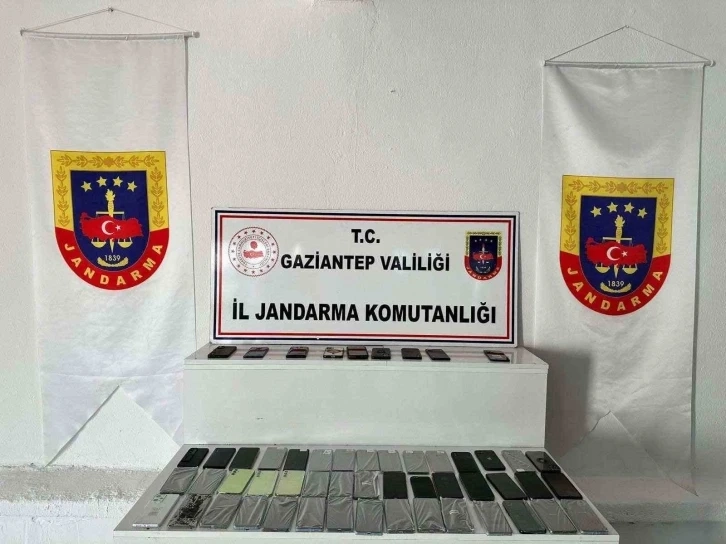 JANDARMA
1839
T.C.
GAZİANTEP VALİLİĞİ
İL JANDARMA KOMUTANLIĞI
JANDARMA
1839